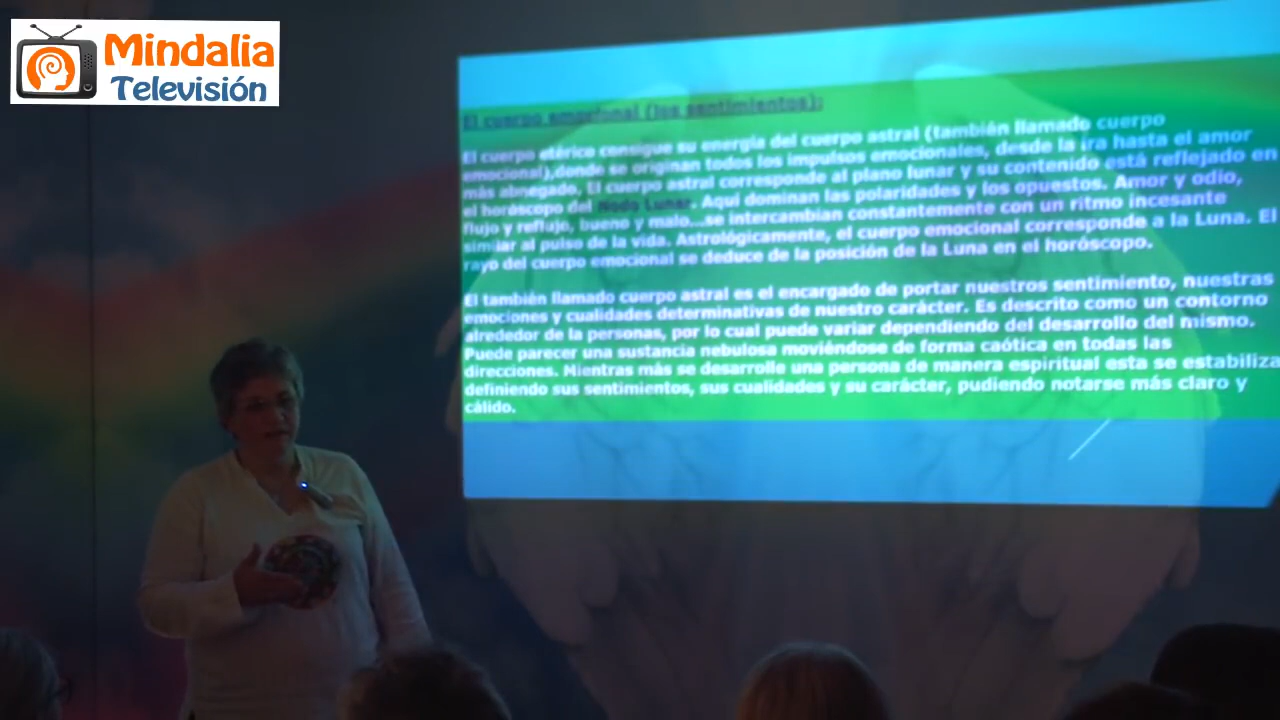 Mindalia
Televisión
El cuerpo emocional (los sentimientos):
El cuerpo etérico consigue su energía del cuerpo astral (también llamado cuerpo
emocional),donde se originan todos los impulsos emocionales, desde la ira hasta el amor
más abnegado. El cuerpo astral corresponde al plano lunar y su contenido está reflejado en
el horóscopo del Nodo Lunar. Aquí dominan las polaridades y los opuestos. Amor y odio,
flujo y reflujo, bueno y malo...se intercambian constantemente con un ritmo incesante
similar al pulso de la vida. Astrológicamente, el cuerpo emocional corresponde a la Luna. El
rayo del cuerpo emocional se deduce de la posición de la Luna en el horóscopo.
El también llamado cuerpo astral es el encargado de portar nuestros sentimiento, nuestras
emociones y cualidades determinativas de nuestro carácter. Es descrito como un contorno
alrededor de la personas, por lo cual puede variar dependiendo del desarrollo del mismo.
Puede parecer una sustancia nebulosa moviéndose de forma caótica en todas las
direcciones. Mientras más se desarrolle una persona de manera espiritual esta se estabiliza
definiendo sus sentimientos, sus cualidades y su carácter, pudiendo notarse más claro y
cálido.